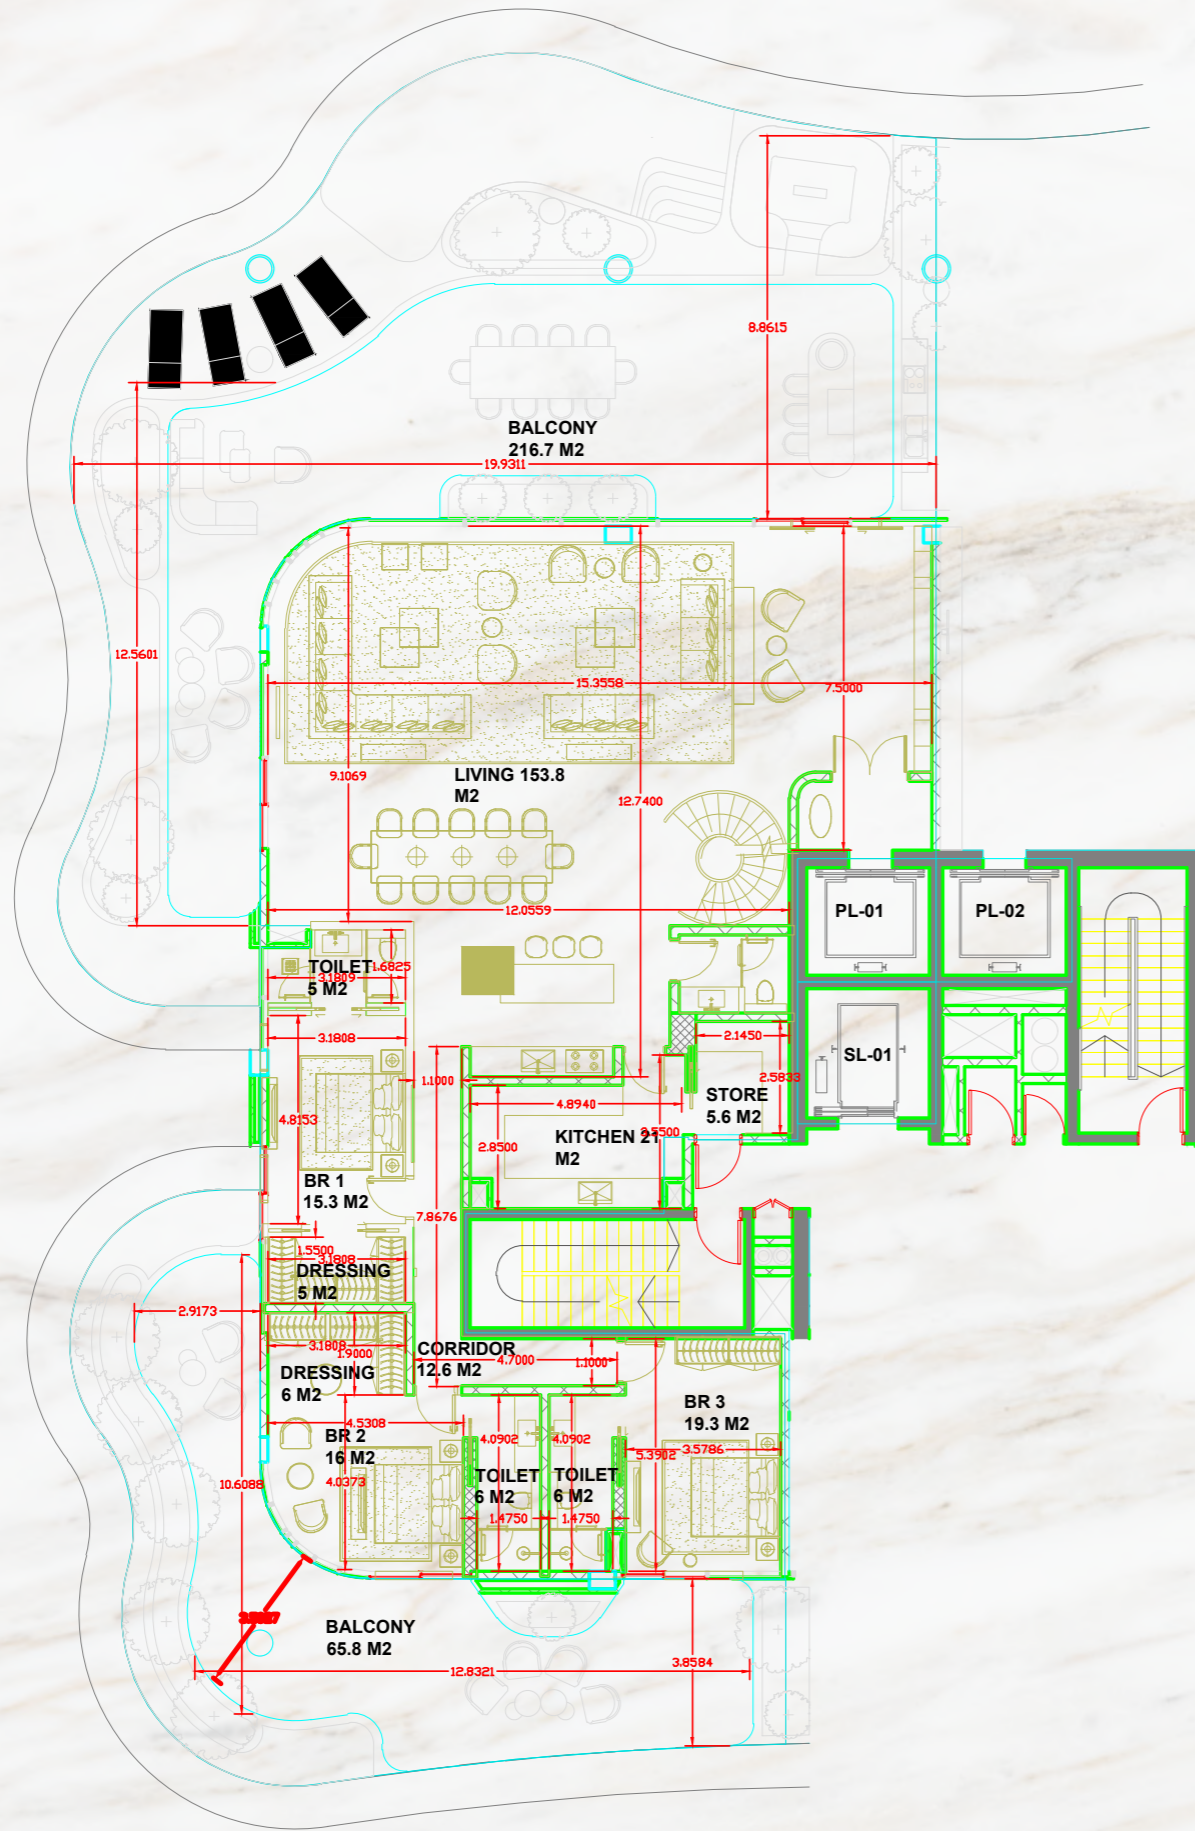 8.8615
BALCONY
216.7 M2
19.9311
12.5601
15.3558
7.5000
9.1069
LIVING 153.8
M2
12.7400
12.0559
PL-01
PL-02
TOILET
1.6825
3.1809
5 M2
3.1808
2.1450
SL-01
1.1000
2.5833
4.8940
STORE
5.6 M2
4.8153
2.8500
KITCHEN 21
M2
BR 1
15.3 M2
7.8676
1.5500
3.1808
DRESSING
5 M2
2.9173
3.1808
1.9000
CORRIDOR
12.6 M2
4.7000
1.1000
DRESSING
6 M2
BR 3
19.3 M2
4.5308
BR 2
16 M2
4.0902
4.0902
3.5786
5.3902
4.0373
TOILET
6 M2
TOILET
6 M2
10.6088
1.4750
1.4750
BALCONY
65.8 M2
12.8321
3.8584